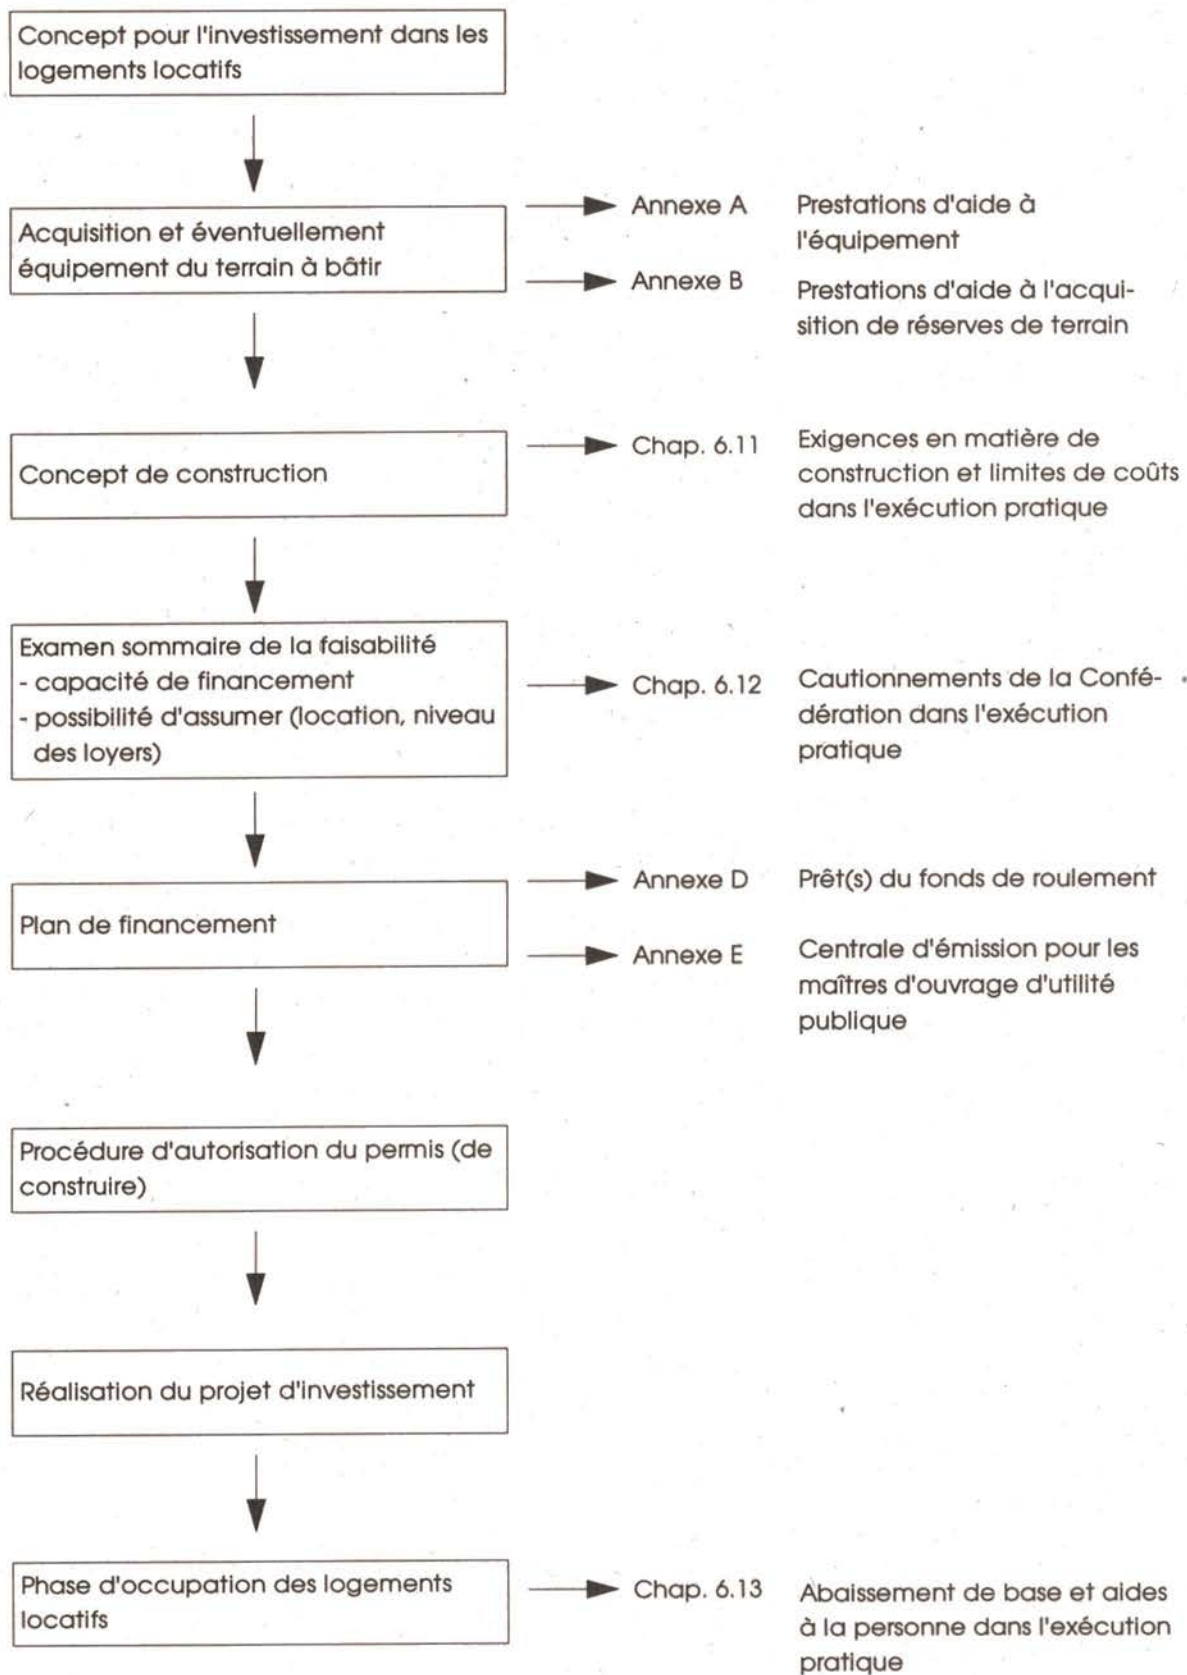 Concept pour l'investissement dans les
logements locatifs
Acquisition et éventuellement
équipement du terrain à bâtir
Annexe A
Prestations d'aide à
l'équipement
Annexe B
Prestations d'aide à l'acqui-
sition de réserves de terrain
Concept de construction
Chap. 6.11
Exigences en matière de
construction et limites de coûts
dans l'exécution pratique
Examen sommaire de la faisabilité
- capacité de financement
- possibilité d'assumer (location, niveau
des loyers)
Chap. 6.12
Cautionnements de la Confé-
dération dans l'exécution
pratique
Plan de financement
Annexe D
Prêt(s) du fonds de roulement
Annexe E
Centrale d'émission pour les
maîtres d'ouvrage d'utilité
publique
Procédure d'autorisation du permis (de
construire)
Réalisation du projet d'investissement
Phase d'occupation des logements
locatifs
Chap. 6.13
Abaissement de base et aides
à la personne dans l'exécution
pratique